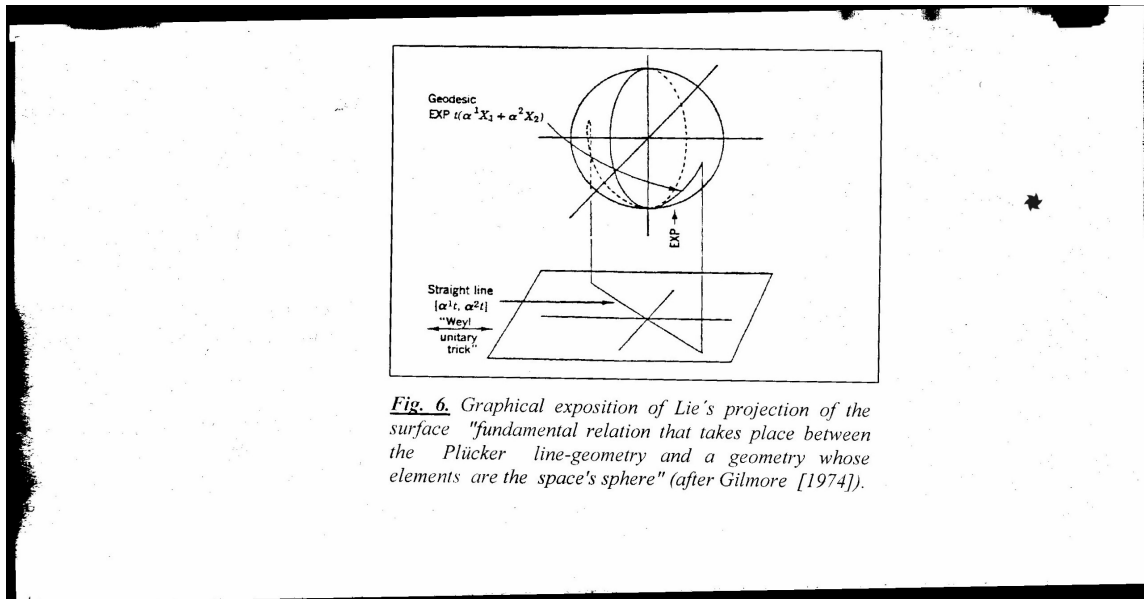 Geodesic
EXP t(α¹X₁ + α²X₂)
EXP →
Straight line
[α¹t, α²t]
"Weyl
unitary
trick"
Fig. 6. Graphical exposition of Lie´s projection of the
surface "fundamental relation that takes place between
the Plücker line-geometry and a geometry whose
elements are the space's sphere" (after Gilmore [1974]).